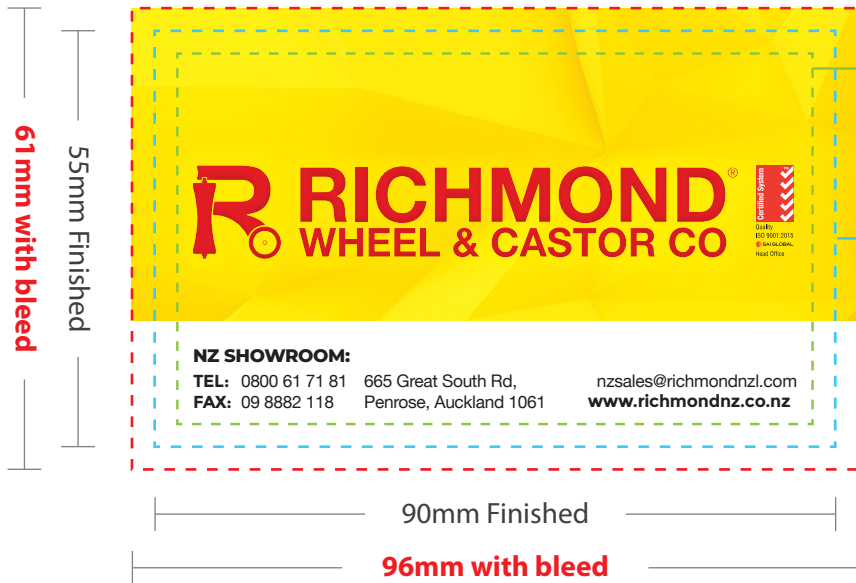 61mm with bleed
55mm Finished
RICHMOND®
WHEEL & CASTOR CO
Certified System
Quality
ISO 9001:2015
SAI GLOBAL
Head Office
NZ SHOWROOM:
TEL: 0800 61 71 81 665 Great South Rd, nzsales@richmondnzl.com
FAX: 09 8882 118 Penrose, Auckland 1061 www.richmondnz.co.nz
90mm Finished
96mm with bleed